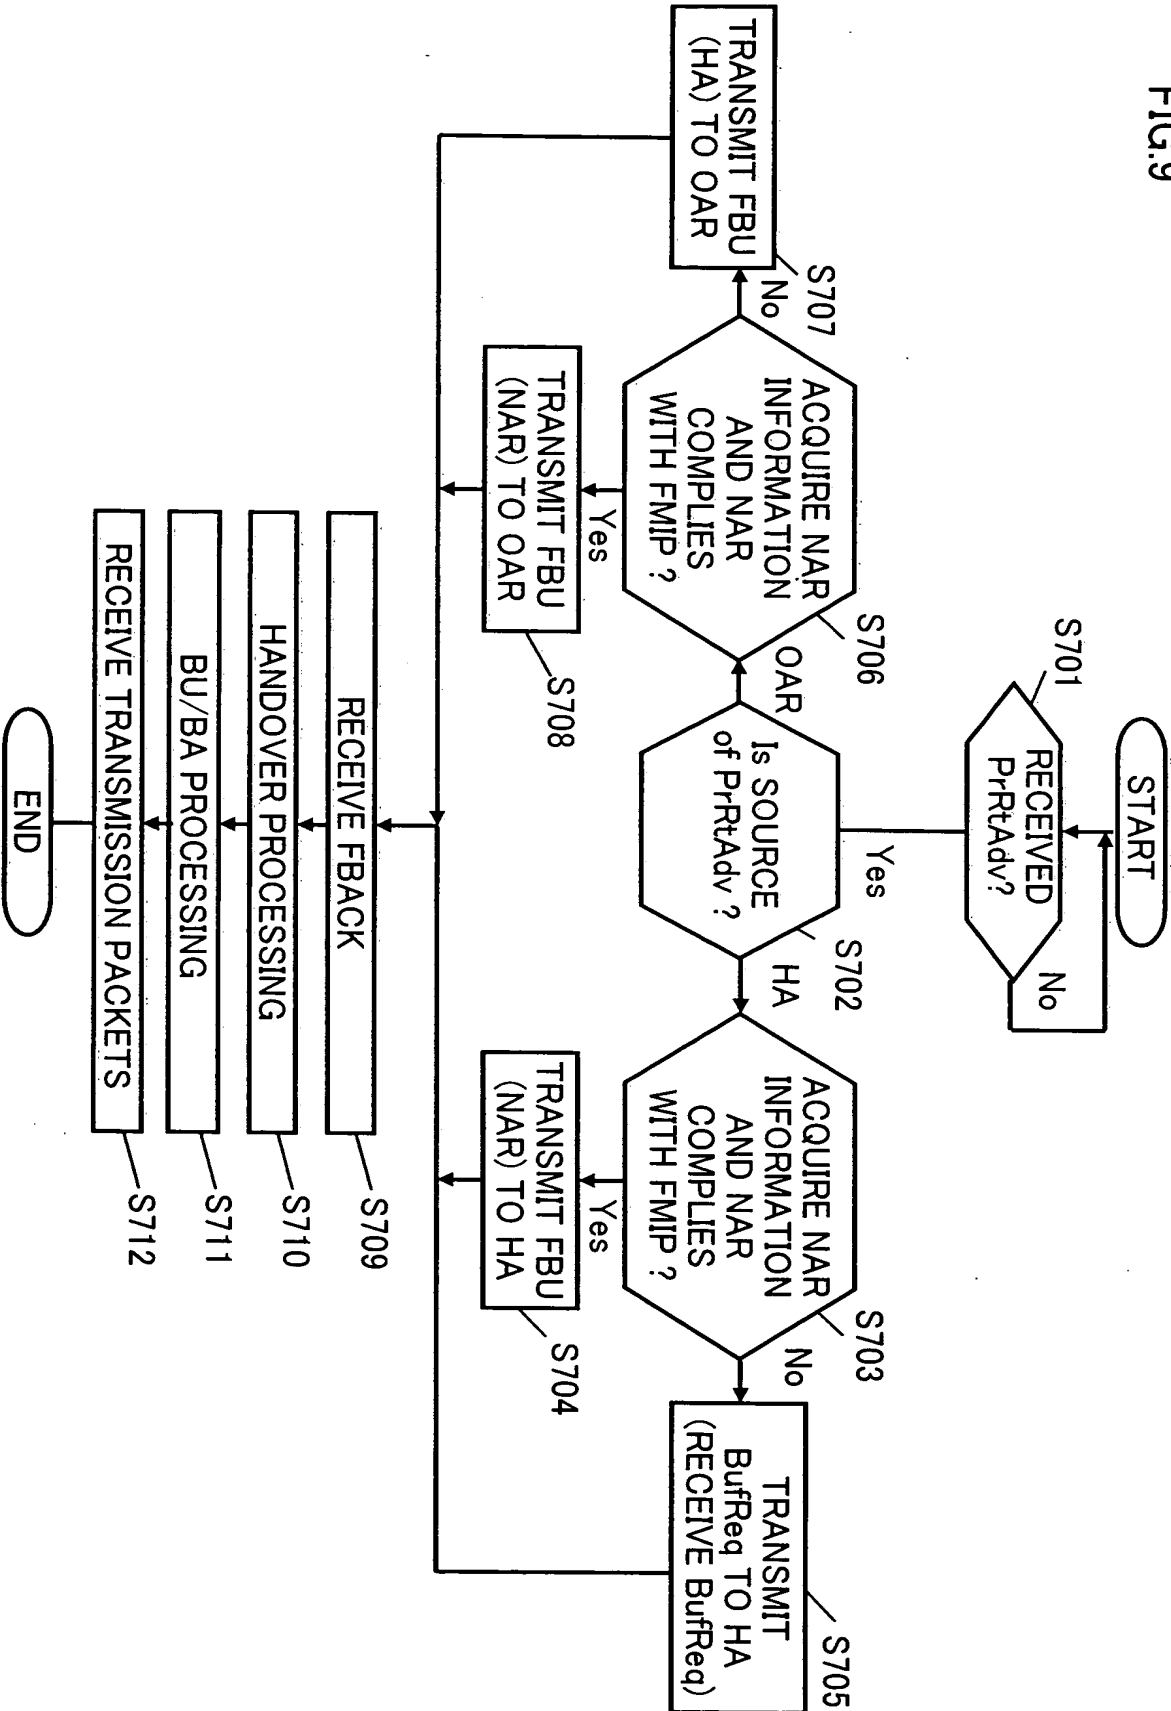 FIG.9
START
S701
RECEIVED
PrRtAdv?
No
Yes
S702
Is SOURCE
of PrRtAdv ?
OAR
HA
S706
ACQUIRE NAR
INFORMATION
AND NAR
COMPLIES
WITH FMIP ?
No
Yes
S703
ACQUIRE NAR
INFORMATION
AND NAR
COMPLIES
WITH FMIP ?
No
Yes
S707
TRANSMIT FBU
(HA) TO OAR
TRANSMIT FBU
(NAR) TO OAR
S708
TRANSMIT FBU
(NAR) TO HA
S704
S705
TRANSMIT
BufReq TO HA
(RECEIVE BufReq)
RECEIVE FBACK
S709
HANDOVER PROCESSING
S710
BU/BA PROCESSING
S711
RECEIVE TRANSMISSION PACKETS
S712
END